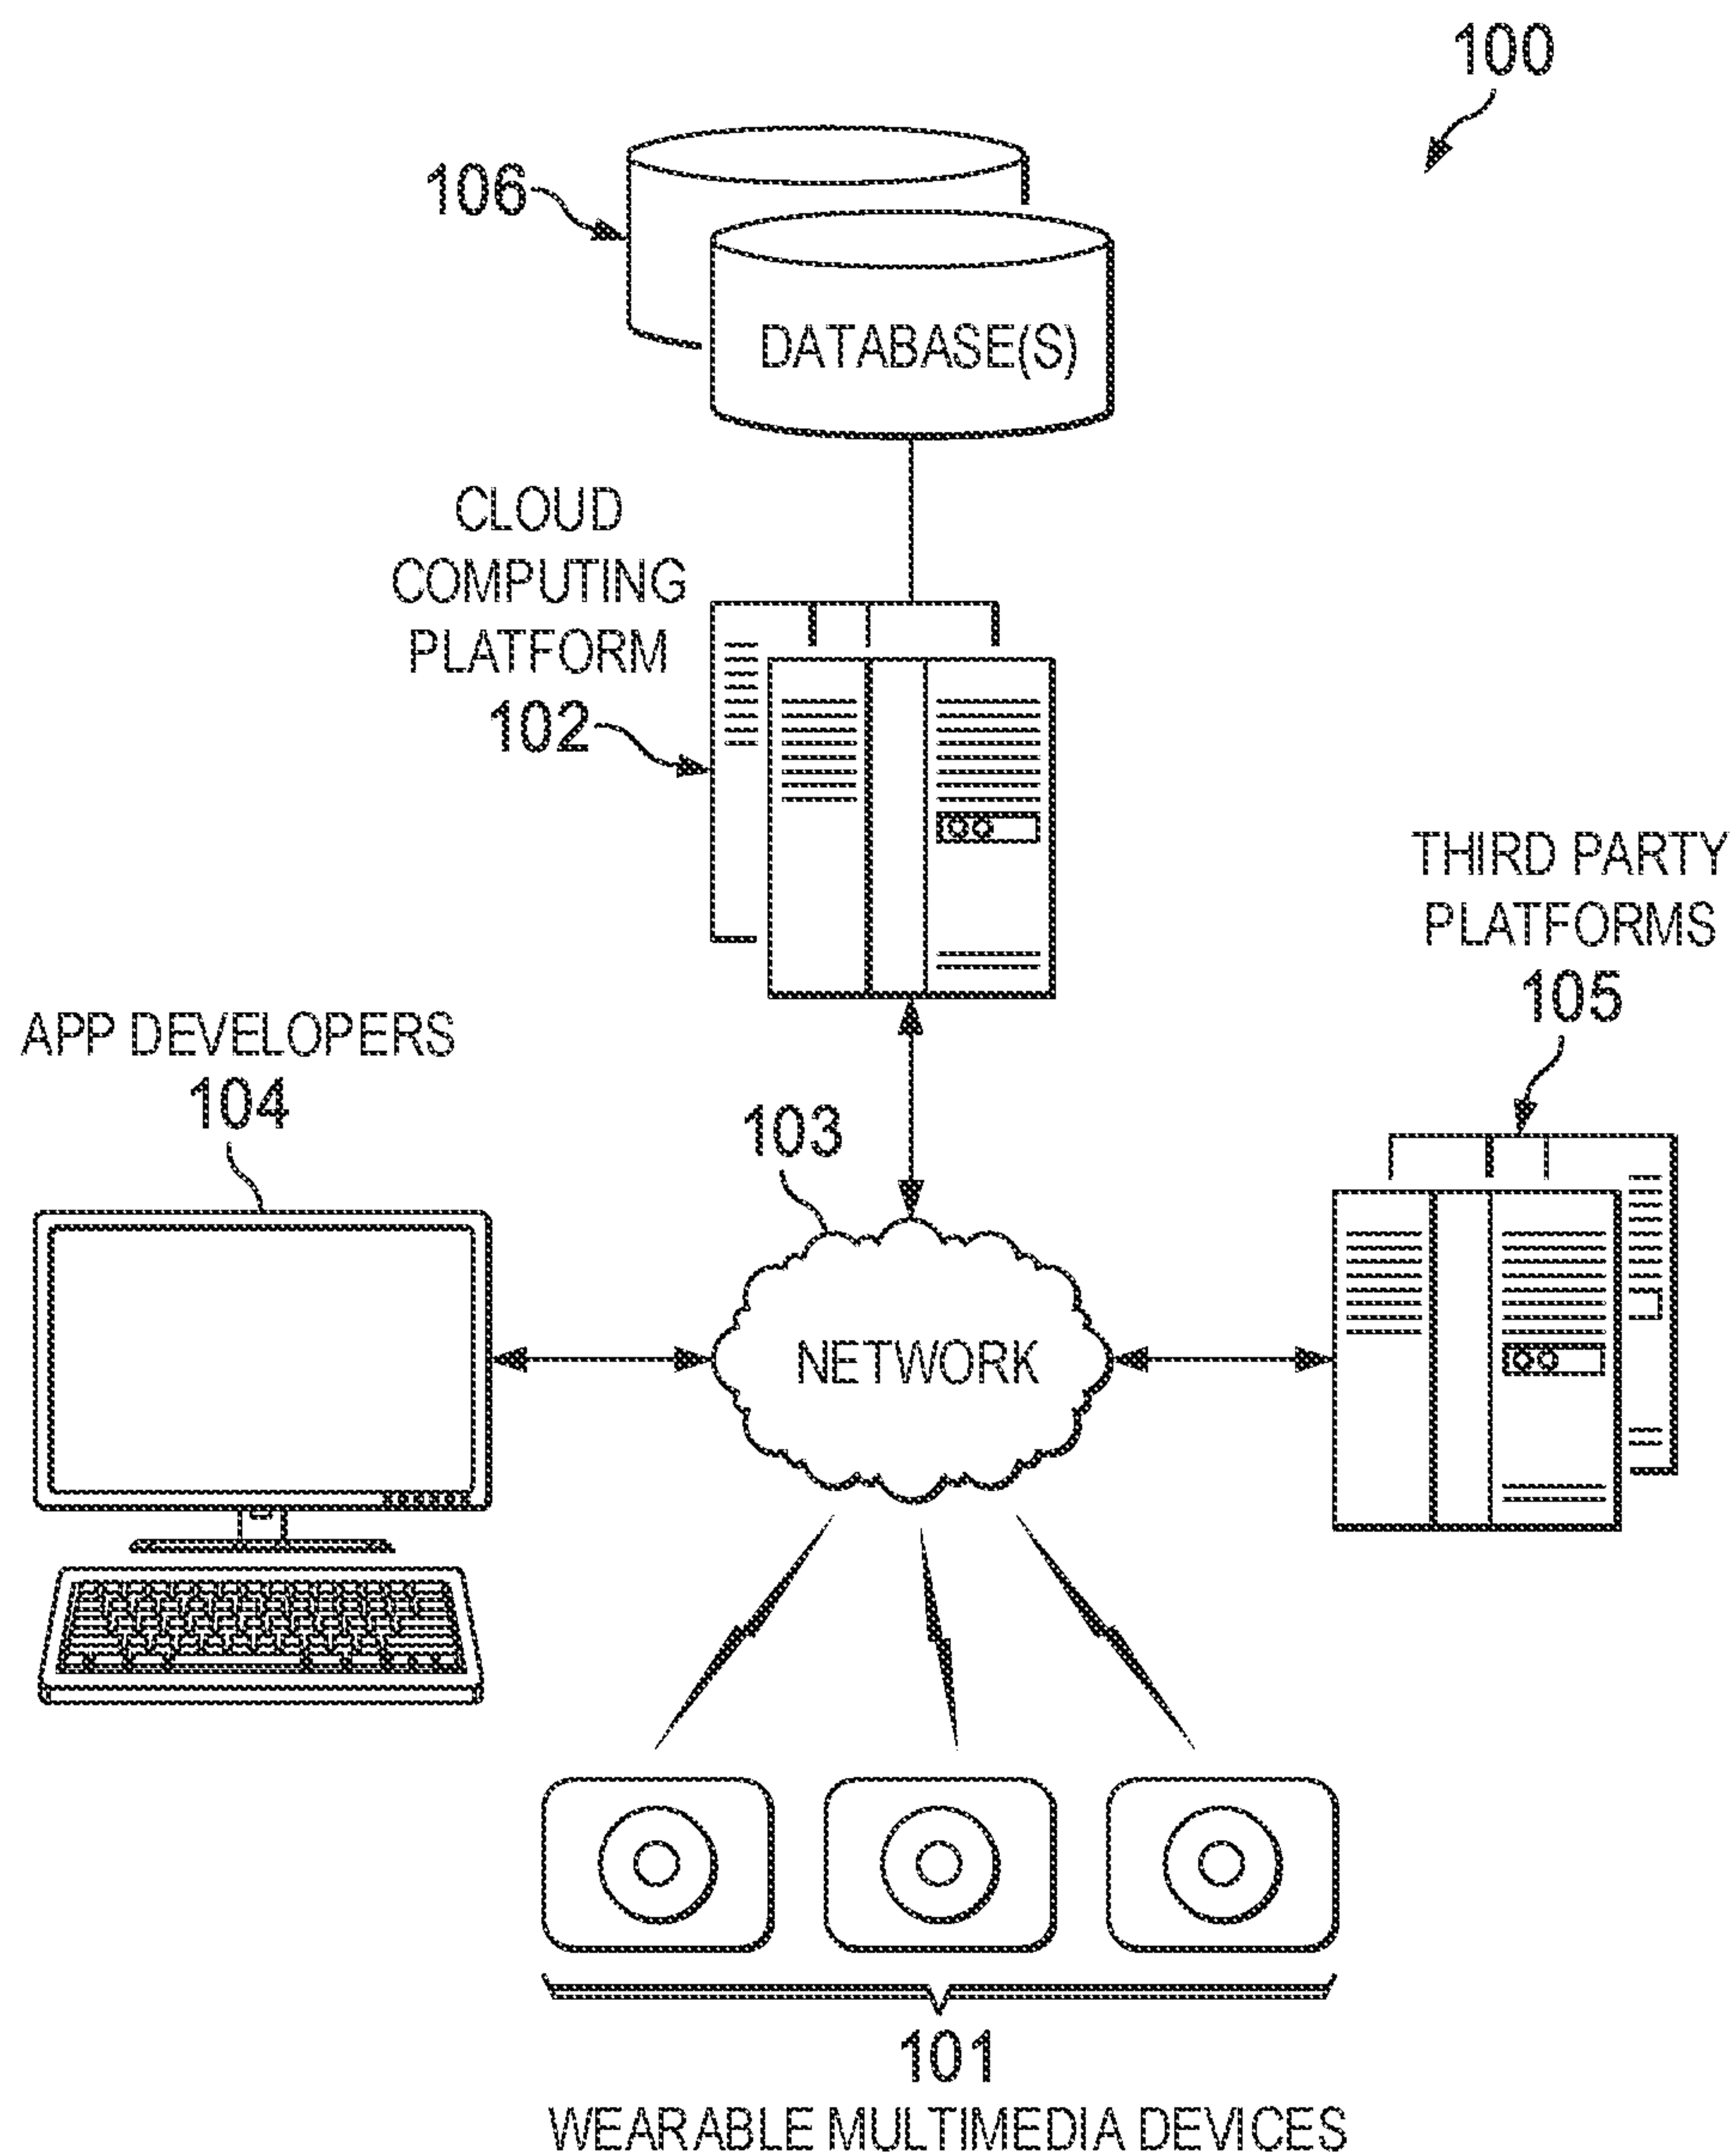 100
106
DATABASE(S)
CLOUD
COMPUTING
PLATFORM
102
THIRD PARTY
PLATFORMS
105
APP DEVELOPERS
104
103
NETWORK
101
WEARABLE MULTIMEDIA DEVICES